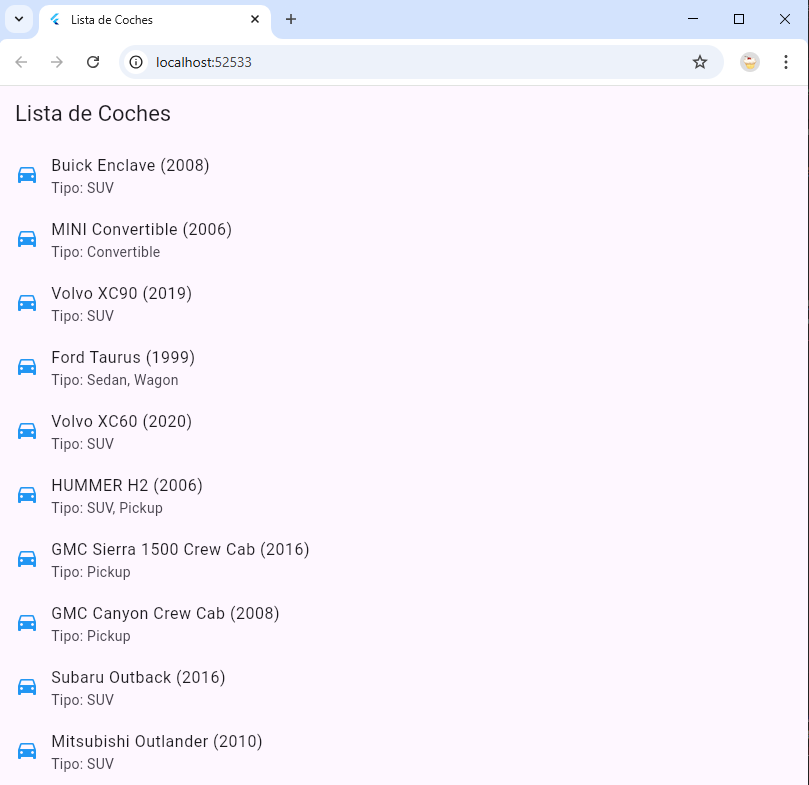 Lista de Coches
localhost:52533
Lista de Coches
Buick Enclave (2008)
Tipo: SUV
MINI Convertible (2006)
Tipo: Convertible
Volvo XC90 (2019)
Tipo: SUV
Ford Taurus (1999)
Tipo: Sedan, Wagon
Volvo XC60 (2020)
Tipo: SUV
HUMMER H2 (2006)
Tipo: SUV, Pickup
GMC Sierra 1500 Crew Cab (2016)
Tipo: Pickup
GMC Canyon Crew Cab (2008)
Tipo: Pickup
Subaru Outback (2016)
Tipo: SUV
Mitsubishi Outlander (2010)
Tipo: SUV